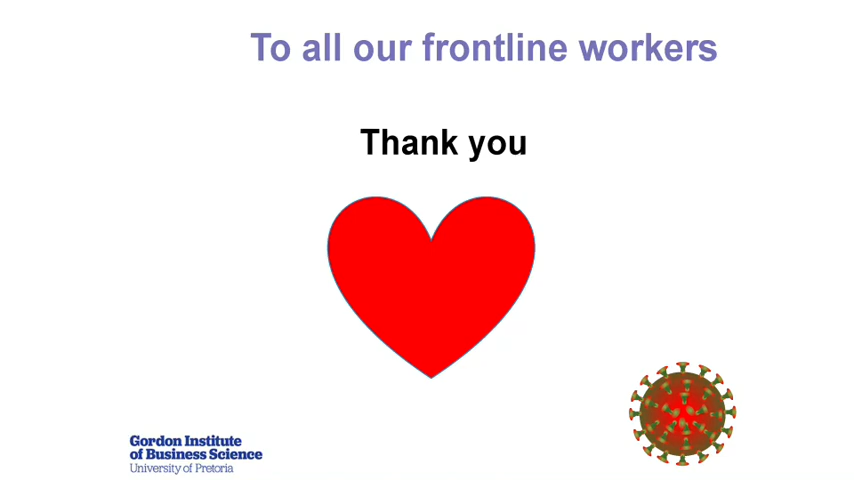 To all our frontline workers
Thank you
Gordon Institute
of Business Science
University of Pretoria